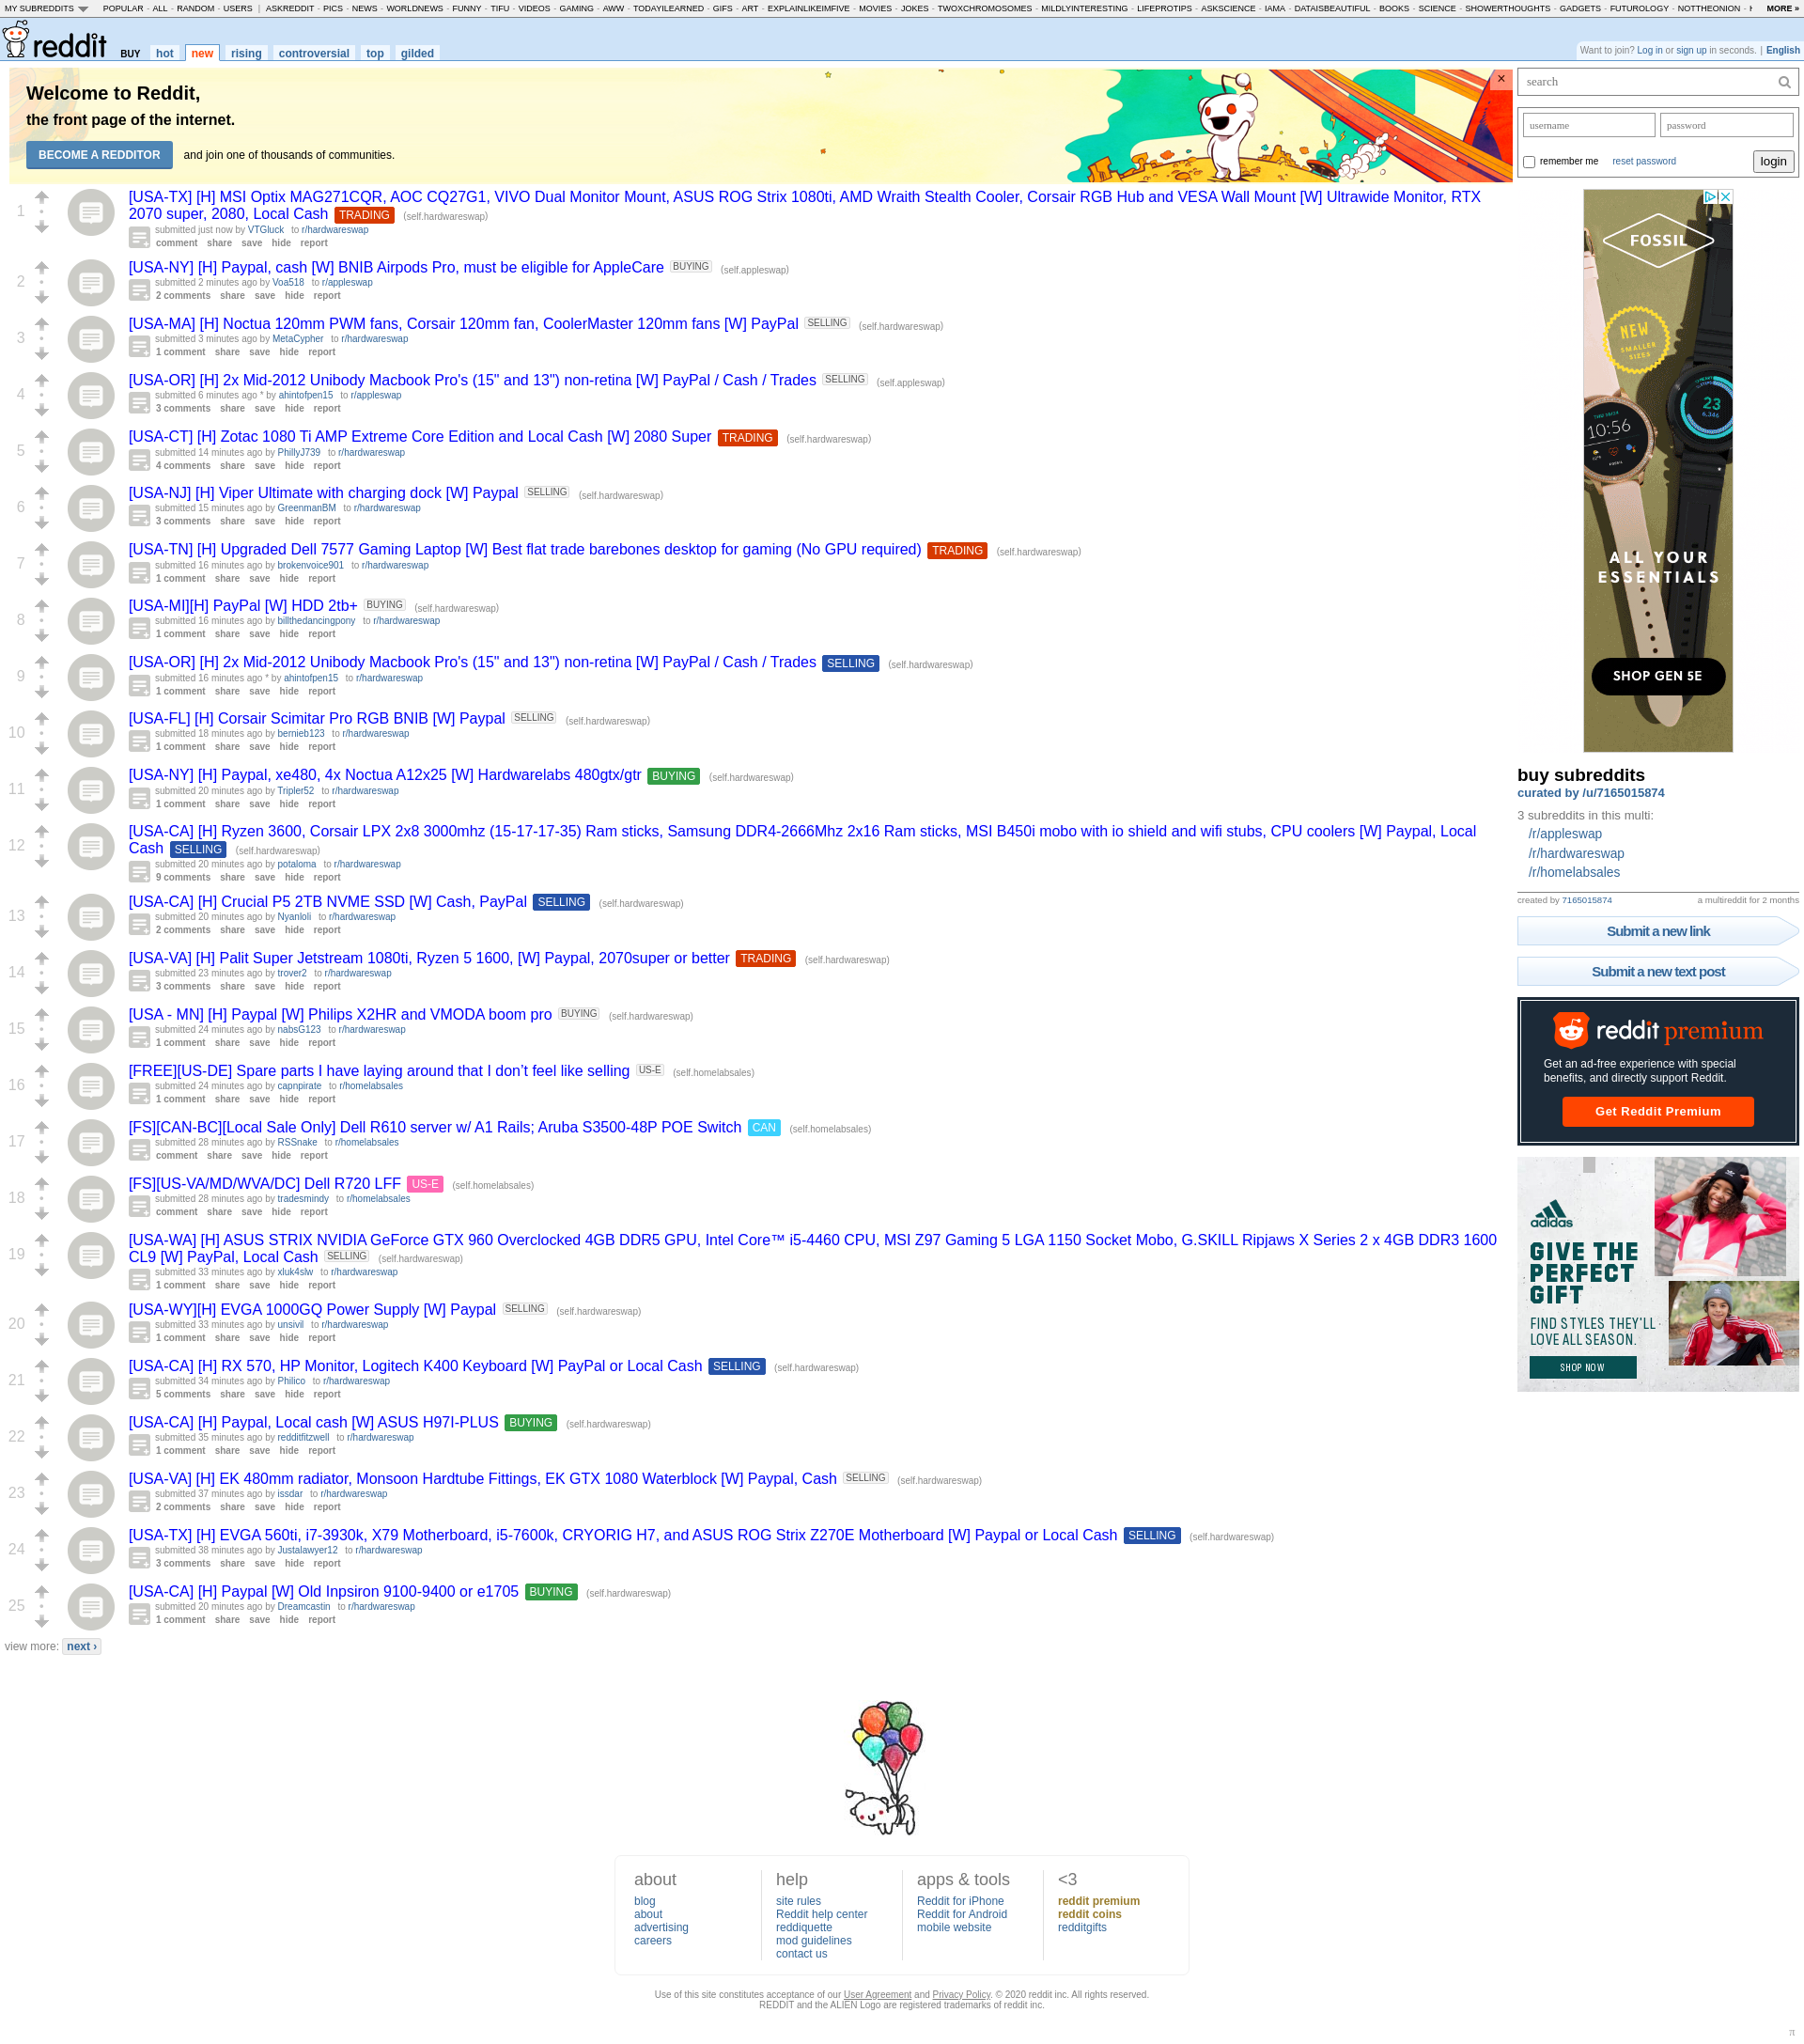 MY SUBREDDITS POPULAR - ALL - RANDOM - USERS | ASKREDDIT - PICS - NEWS - WORLDNEWS - FUNNY - TIFU - VIDEOS - GAMING - AWW - TODAYILEARNED - GIFS - ART - EXPLAINLIKEIMFIVE - MOVIES - JOKES - TWOXCHROMOSOMES - MILDLYINTERESTING - LIFEPROTIPS - ASKSCIENCE - IAMA - DATAISBEAUTIFUL - BOOKS - SCIENCE - SHOWERTHOUGHTS - GADGETS - FUTUROLOGY - NOTTHEONION - MORE »
reddit BUY hot new rising controversial top gilded
Want to join? Log in or sign up in seconds. | English
Welcome to Reddit,
the front page of the internet.
BECOME A REDDITOR and join one of thousands of communities.
×
search
username password
remember me reset password login
1
[USA-TX] [H] MSI Optix MAG271CQR, AOC CQ27G1, VIVO Dual Monitor Mount, ASUS ROG Strix 1080ti, AMD Wraith Stealth Cooler, Corsair RGB Hub and VESA Wall Mount [W] Ultrawide Monitor, RTX
2070 super, 2080, Local Cash TRADING (self.hardwareswap)
submitted just now by VTGluck to r/hardwareswap
comment share save hide report
2
[USA-NY] [H] Paypal, cash [W] BNIB Airpods Pro, must be eligible for AppleCare BUYING (self.appleswap)
submitted 2 minutes ago by Voa518 to r/appleswap
2 comments share save hide report
3
[USA-MA] [H] Noctua 120mm PWM fans, Corsair 120mm fan, CoolerMaster 120mm fans [W] PayPal SELLING (self.hardwareswap)
submitted 3 minutes ago by MetaCypher to r/hardwareswap
1 comment share save hide report
4
[USA-OR] [H] 2x Mid-2012 Unibody Macbook Pro's (15" and 13") non-retina [W] PayPal / Cash / Trades SELLING (self.appleswap)
submitted 6 minutes ago * by ahintofpen15 to r/appleswap
3 comments share save hide report
5
[USA-CT] [H] Zotac 1080 Ti AMP Extreme Core Edition and Local Cash [W] 2080 Super TRADING (self.hardwareswap)
submitted 14 minutes ago by PhillyJ739 to r/hardwareswap
4 comments share save hide report
6
[USA-NJ] [H] Viper Ultimate with charging dock [W] Paypal SELLING (self.hardwareswap)
submitted 15 minutes ago by GreenmanBM to r/hardwareswap
3 comments share save hide report
7
[USA-TN] [H] Upgraded Dell 7577 Gaming Laptop [W] Best flat trade barebones desktop for gaming (No GPU required) TRADING (self.hardwareswap)
submitted 16 minutes ago by brokenvoice901 to r/hardwareswap
1 comment share save hide report
8
[USA-MI][H] PayPal [W] HDD 2tb+ BUYING (self.hardwareswap)
submitted 16 minutes ago by billthedancingpony to r/hardwareswap
1 comment share save hide report
9
[USA-OR] [H] 2x Mid-2012 Unibody Macbook Pro's (15" and 13") non-retina [W] PayPal / Cash / Trades SELLING (self.hardwareswap)
submitted 16 minutes ago * by ahintofpen15 to r/hardwareswap
1 comment share save hide report
10
[USA-FL] [H] Corsair Scimitar Pro RGB BNIB [W] Paypal SELLING (self.hardwareswap)
submitted 18 minutes ago by bernieb123 to r/hardwareswap
1 comment share save hide report
11
[USA-NY] [H] Paypal, xe480, 4x Noctua A12x25 [W] Hardwarelabs 480gtx/gtr BUYING (self.hardwareswap)
submitted 20 minutes ago by Tripler52 to r/hardwareswap
1 comment share save hide report
12
[USA-CA] [H] Ryzen 3600, Corsair LPX 2x8 3000mhz (15-17-17-35) Ram sticks, Samsung DDR4-2666Mhz 2x16 Ram sticks, MSI B450i mobo with io shield and wifi stubs, CPU coolers [W] Paypal, Local
Cash SELLING (self.hardwareswap)
submitted 20 minutes ago by potaloma to r/hardwareswap
9 comments share save hide report
13
[USA-CA] [H] Crucial P5 2TB NVME SSD [W] Cash, PayPal SELLING (self.hardwareswap)
submitted 20 minutes ago by Nyanloli to r/hardwareswap
2 comments share save hide report
14
[USA-VA] [H] Palit Super Jetstream 1080ti, Ryzen 5 1600, [W] Paypal, 2070super or better TRADING (self.hardwareswap)
submitted 23 minutes ago by trover2 to r/hardwareswap
3 comments share save hide report
15
[USA - MN] [H] Paypal [W] Philips X2HR and VMODA boom pro BUYING (self.hardwareswap)
submitted 24 minutes ago by nabsG123 to r/hardwareswap
1 comment share save hide report
16
[FREE][US-DE] Spare parts I have laying around that I don’t feel like selling US-E (self.homelabsales)
submitted 24 minutes ago by capnpirate to r/homelabsales
1 comment share save hide report
17
[FS][CAN-BC][Local Sale Only] Dell R610 server w/ A1 Rails; Aruba S3500-48P POE Switch CAN (self.homelabsales)
submitted 28 minutes ago by RSSnake to r/homelabsales
comment share save hide report
18
[FS][US-VA/MD/WVA/DC] Dell R720 LFF US-E (self.homelabsales)
submitted 28 minutes ago by tradesmindy to r/homelabsales
comment share save hide report
19
[USA-WA] [H] ASUS STRIX NVIDIA GeForce GTX 960 Overclocked 4GB DDR5 GPU, Intel Core™ i5-4460 CPU, MSI Z97 Gaming 5 LGA 1150 Socket Mobo, G.SKILL Ripjaws X Series 2 x 4GB DDR3 1600
CL9 [W] PayPal, Local Cash SELLING (self.hardwareswap)
submitted 33 minutes ago by xluk4slw to r/hardwareswap
1 comment share save hide report
20
[USA-WY][H] EVGA 1000GQ Power Supply [W] Paypal SELLING (self.hardwareswap)
submitted 33 minutes ago by unsivil to r/hardwareswap
1 comment share save hide report
21
[USA-CA] [H] RX 570, HP Monitor, Logitech K400 Keyboard [W] PayPal or Local Cash SELLING (self.hardwareswap)
submitted 34 minutes ago by Philico to r/hardwareswap
5 comments share save hide report
22
[USA-CA] [H] Paypal, Local cash [W] ASUS H97I-PLUS BUYING (self.hardwareswap)
submitted 35 minutes ago by redditfitzwell to r/hardwareswap
1 comment share save hide report
23
[USA-VA] [H] EK 480mm radiator, Monsoon Hardtube Fittings, EK GTX 1080 Waterblock [W] Paypal, Cash SELLING (self.hardwareswap)
submitted 37 minutes ago by issdar to r/hardwareswap
2 comments share save hide report
24
[USA-TX] [H] EVGA 560ti, i7-3930k, X79 Motherboard, i5-7600k, CRYORIG H7, and ASUS ROG Strix Z270E Motherboard [W] Paypal or Local Cash SELLING (self.hardwareswap)
submitted 38 minutes ago by Justalawyer12 to r/hardwareswap
3 comments share save hide report
25
[USA-CA] [H] Paypal [W] Old Inpsiron 9100-9400 or e1705 BUYING (self.hardwareswap)
submitted 20 minutes ago by Dreamcastin to r/hardwareswap
1 comment share save hide report
view more: next ›
FOSSIL
NEW
SMALLER
SIZES
10:56
23
ALL YOUR
ESSENTIALS
SHOP GEN 5E
buy subreddits
curated by /u/7165015874
3 subreddits in this multi:
/r/appleswap
/r/hardwareswap
/r/homelabsales
created by 7165015874 a multireddit for 2 months
Submit a new link
Submit a new text post
reddit premium
Get an ad-free experience with special
benefits, and directly support Reddit.
Get Reddit Premium
adidas
GIVE THE
PERFECT
GIFT
FIND STYLES THEY'LL
LOVE ALL SEASON.
SHOP NOW
about
blog
about
advertising
careers
help
site rules
Reddit help center
reddiquette
mod guidelines
contact us
apps & tools
Reddit for iPhone
Reddit for Android
mobile website
<3
reddit premium
reddit coins
redditgifts
Use of this site constitutes acceptance of our User Agreement and Privacy Policy. © 2020 reddit inc. All rights reserved.
REDDIT and the ALIEN Logo are registered trademarks of reddit inc.
π